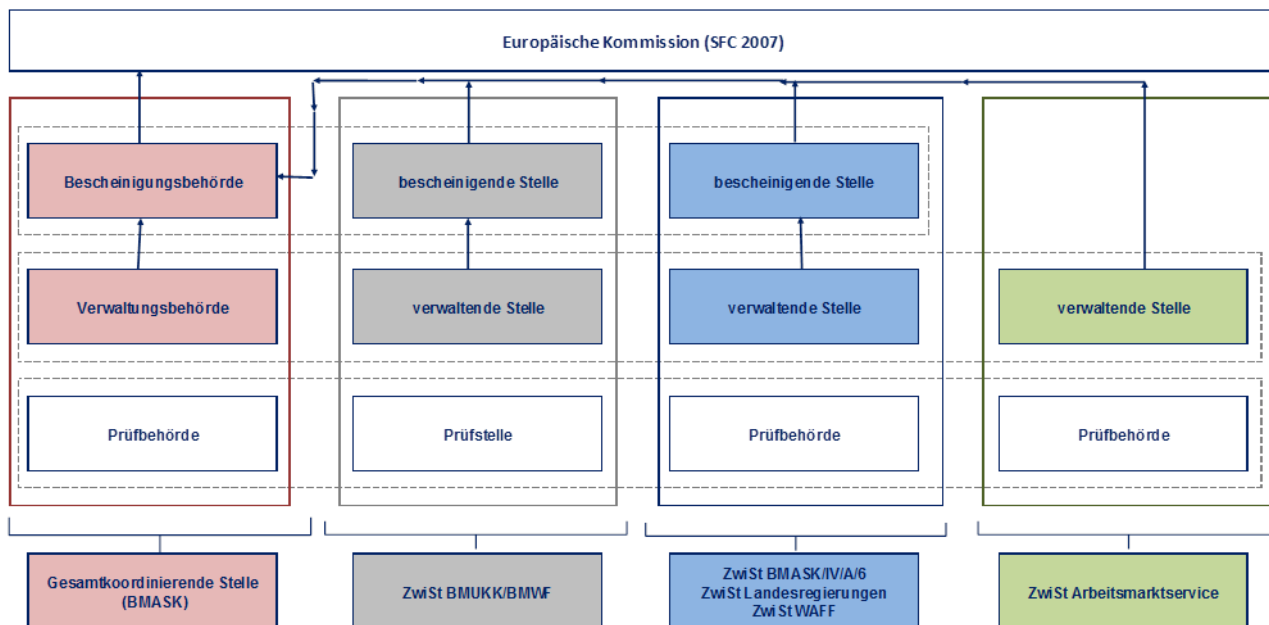 Europäische Kommission (SFC 2007)
Bescheinigungsbehörde
bescheinigende Stelle
bescheinigende Stelle
Verwaltungsbehörde
verwaltende Stelle
verwaltende Stelle
verwaltende Stelle
Prüfbehörde
Prüfstelle
Prüfbehörde
Prüfbehörde
Gesamtkoordinierende Stelle
(BMASK)
ZwiSt BMUKK/BMWF
ZwiSt BMASK/IV/A/6
ZwiSt Landesregierungen
ZwiSt WAFF
ZwiSt Arbeitsmarktservice